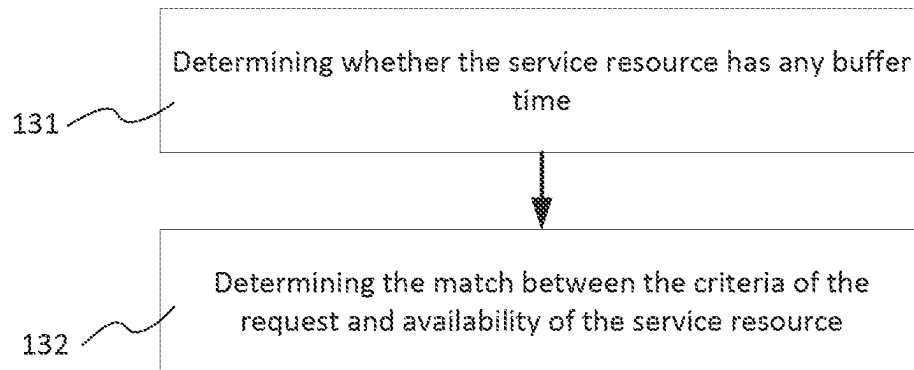 Determining whether the service resource has any buffer
time
131
Determining the match between the criteria of the
request and availability of the service resource
132